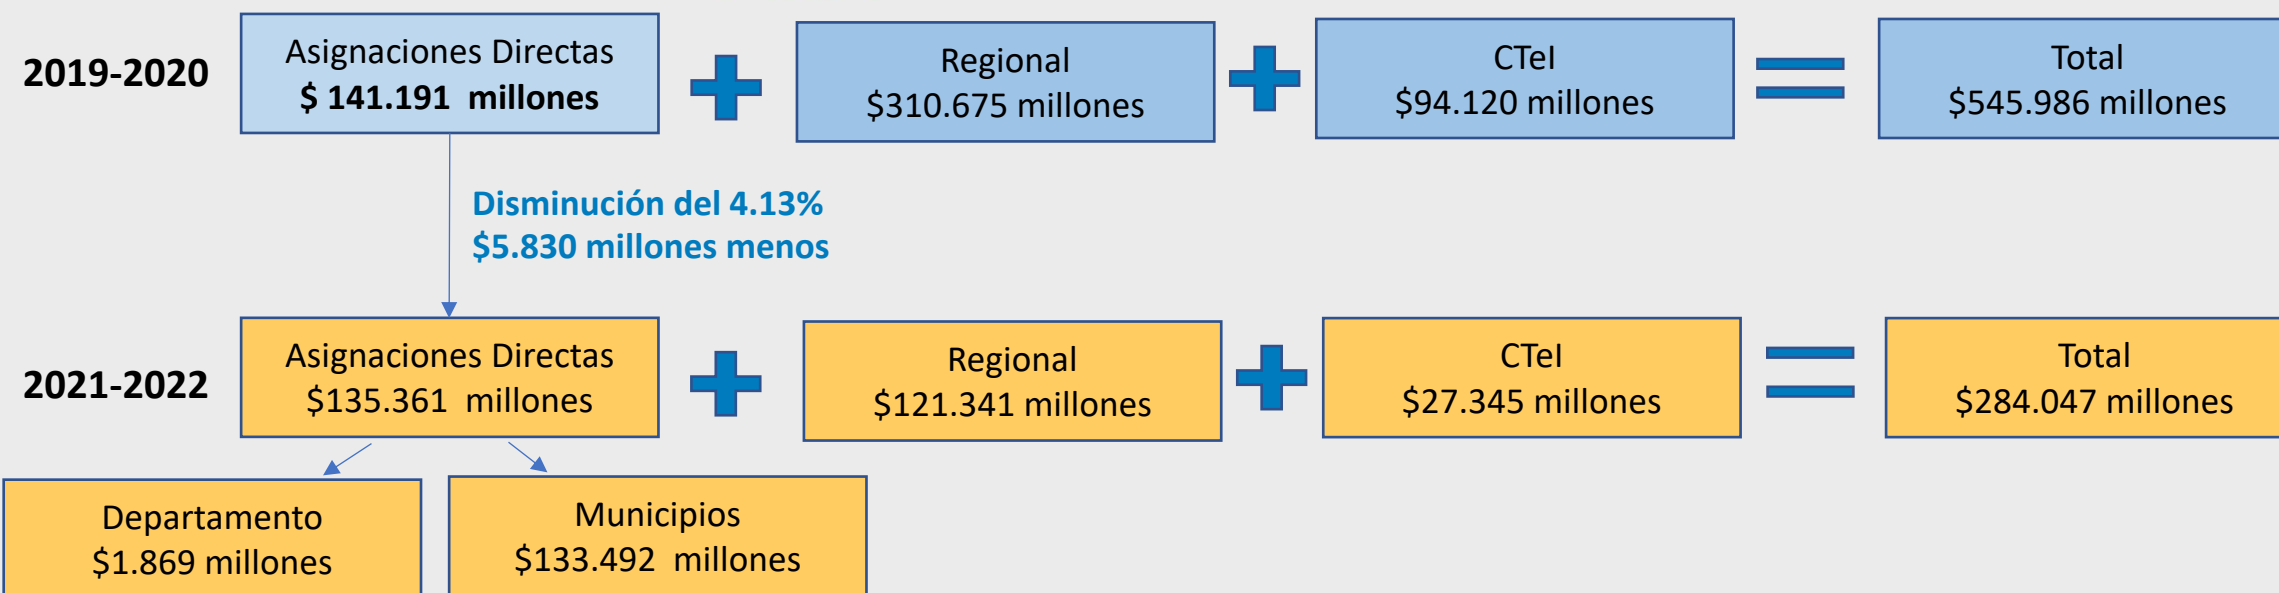 2019-2020
Asignaciones Directas
$ 141.191 millones
Regional
$310.675 millones
CTeI
$94.120 millones
Total
$545.986 millones
Disminución del 4.13%
$5.830 millones menos
2021-2022
Asignaciones Directas
$135.361 millones
Regional
$121.341 millones
CTeI
$27.345 millones
Total
$284.047 millones
Departamento
$1.869 millones
Municipios
$133.492 millones